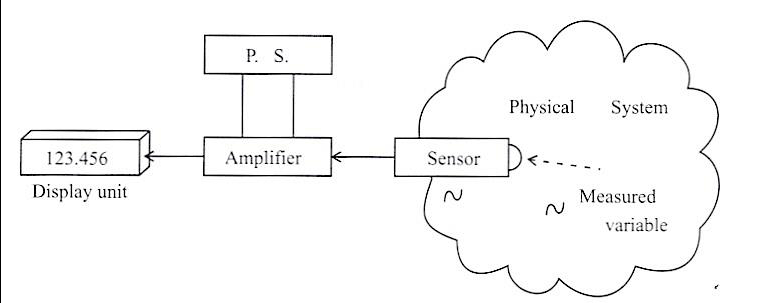 P. S.
Physical System
123.456
Amplifier
Sensor
Display unit
Measured
variable